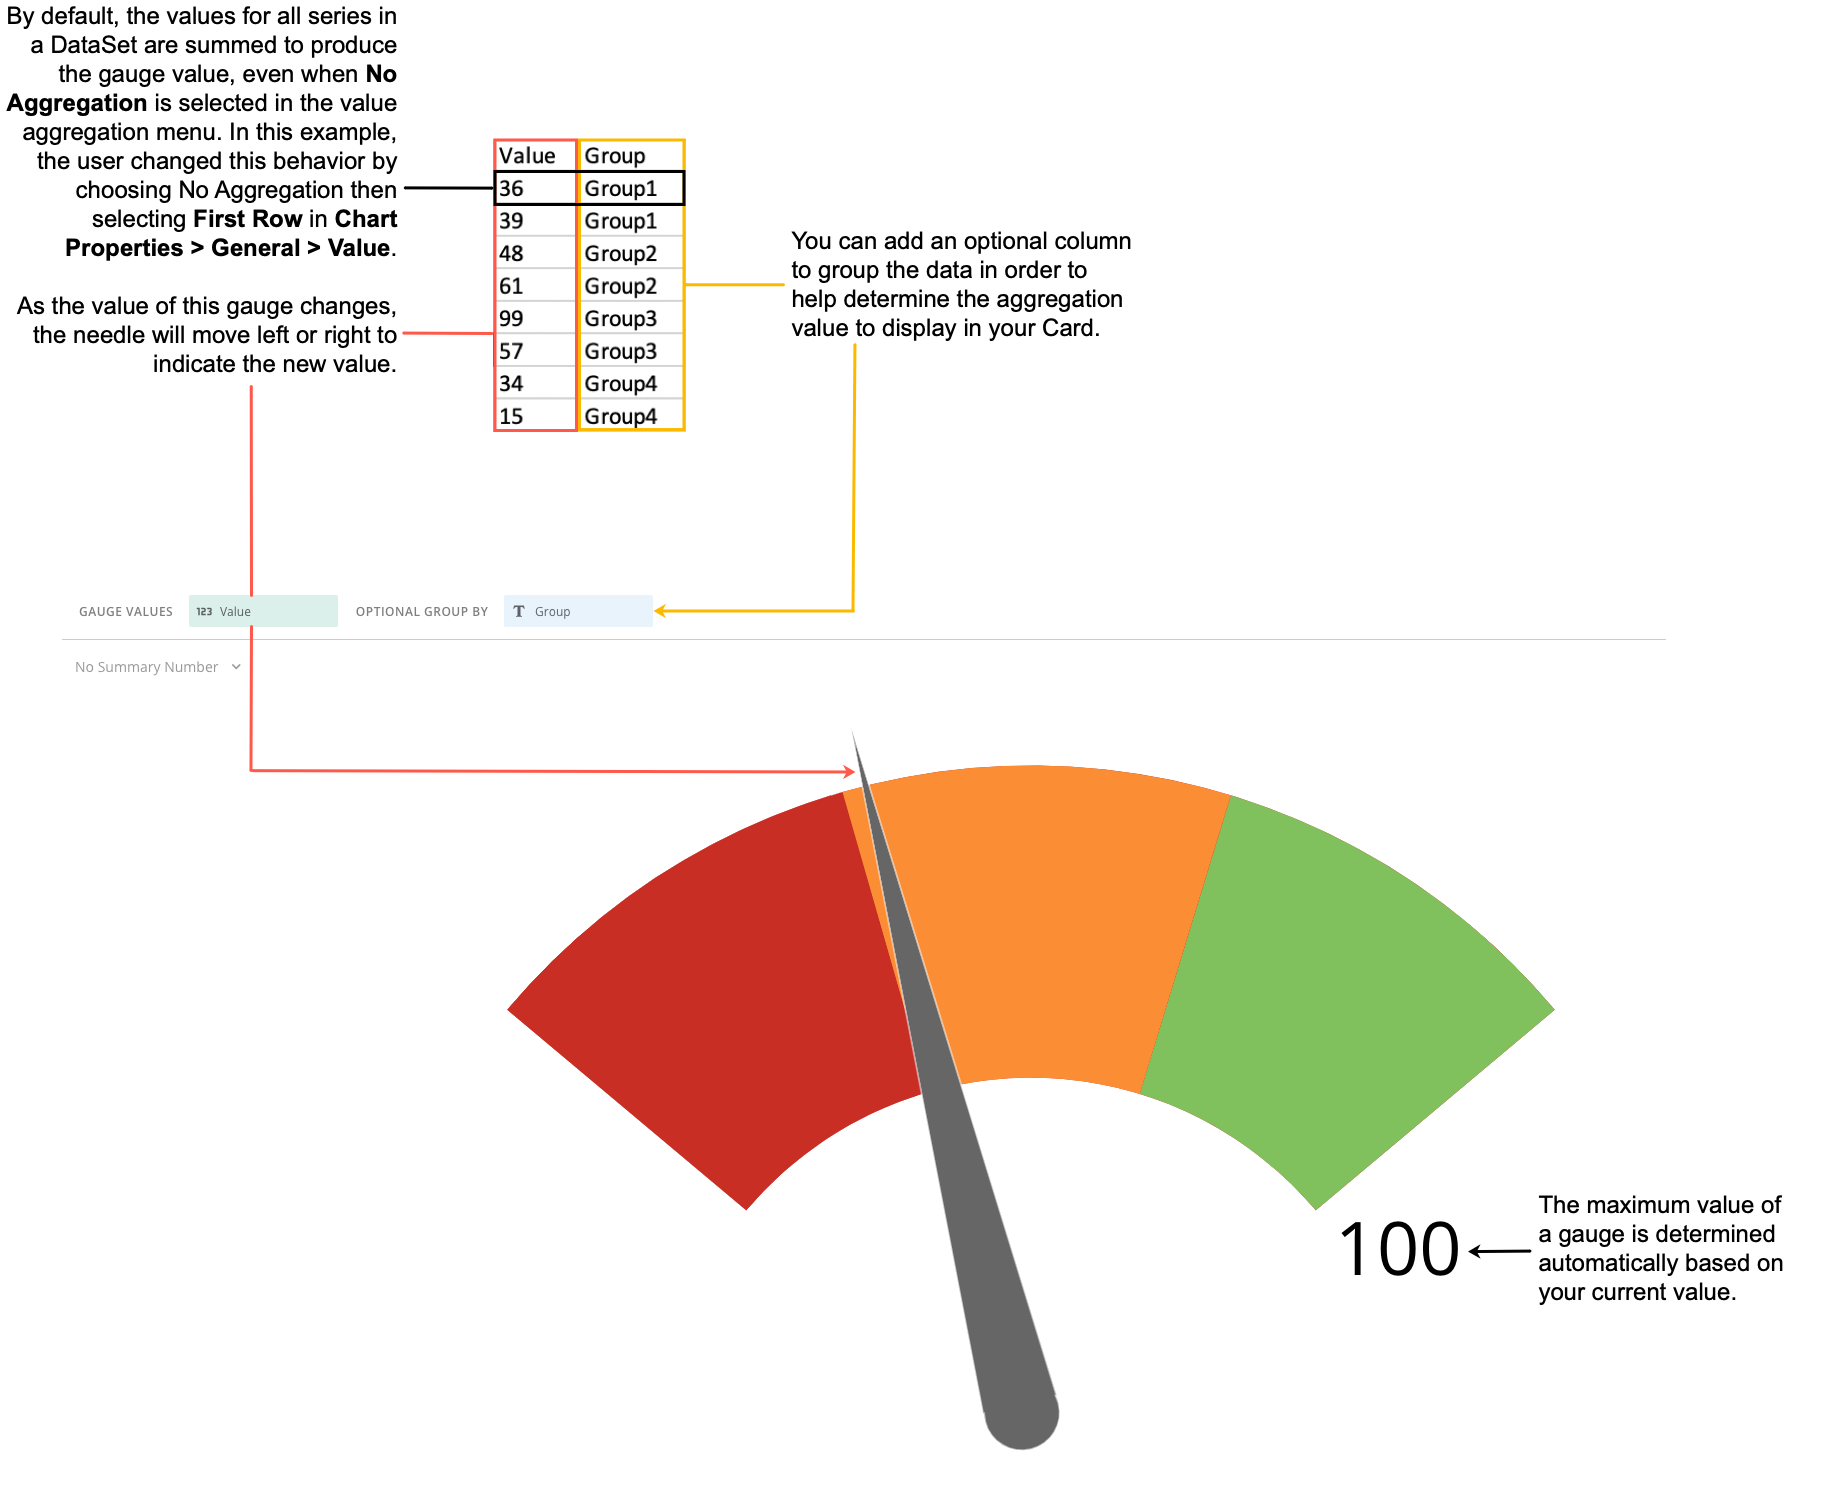 By default, the values for all series in
a DataSet are summed to produce
the gauge value, even when No
Aggregation is selected in the value
aggregation menu. In this example,
the user changed this behavior by
choosing No Aggregation then
selecting First Row in Chart
Properties > General > Value.
As the value of this gauge changes,
the needle will move left or right to
indicate the new value.
Value Group
36 Group1
39 Group1
48 Group2
61 Group2
99 Group3
57 Group3
34 Group4
15 Group4
You can add an optional column
to group the data in order to
help determine the aggregation
value to display in your Card.
GAUGE VALUES 123 Value OPTIONAL GROUP BY T Group
No Summary Number
100
The maximum value of
a gauge is determined
automatically based on
your current value.